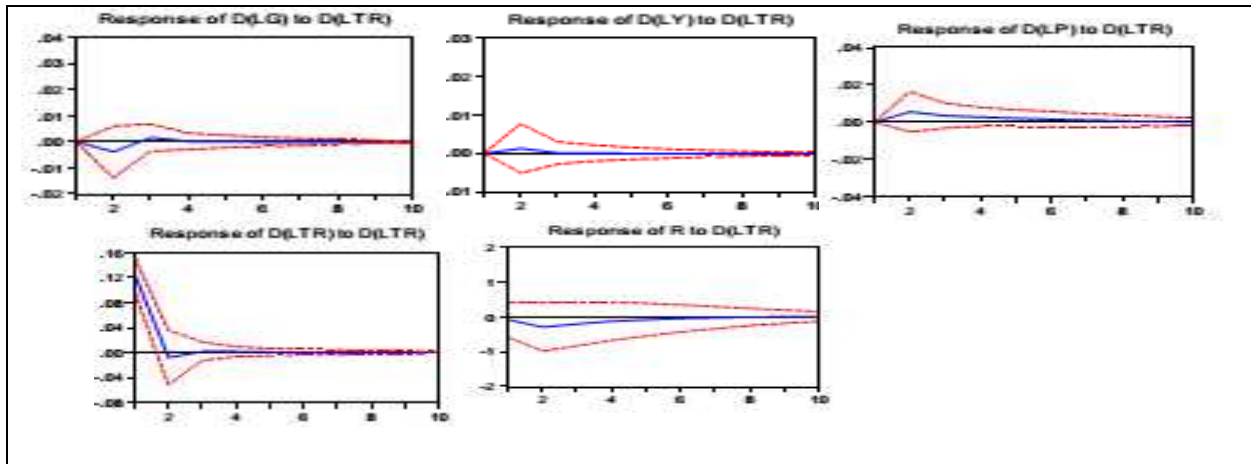 Response of D(LG) to D(LTR)
.04
.03
.02
.01
.00
-.01
-.02
2 4 6 8 10
Response of D(LY) to D(LTR)
.03
.02
.01
.00
.01
2 4 6 8 10
Response of D(LP) to D(LTR)
.04
.02
.00
-.02
-.04
2 4 6 8 10
Response of D(LTR) to D(LTR)
.16
.12
.08
.04
.00
-.04
-.08
2 4 6 8 10
Response of R to D(LTR)
2
1
0
-1
-2
2 4 6 8 10